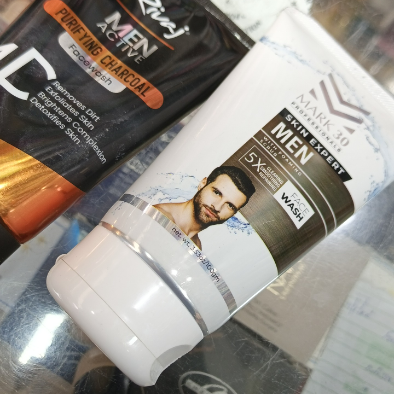 Rivaj
MEN
ACTIVE
PURIFYING CHARCOAL
Facewash
Removes Dirt
Exfoliates Skin
Brightens Complexion
Detoxifies Skin
MARK 30
PROFESSIONAL
SKIN EXPERT
MEN
5X
FACE
WASH